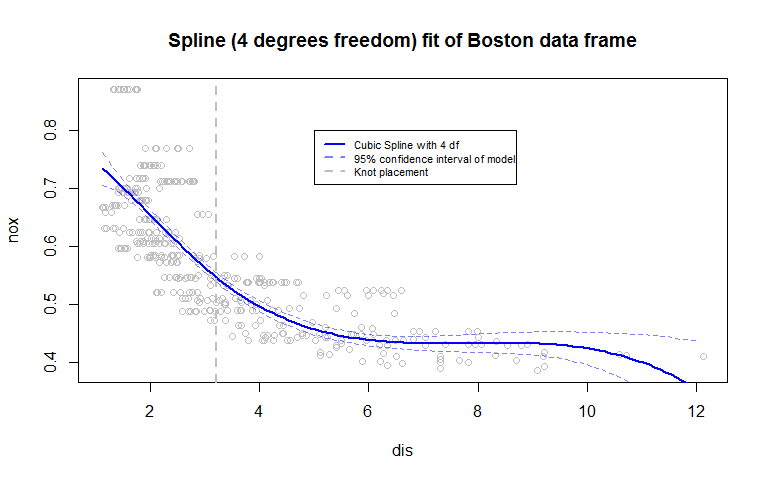 Spline (4 degrees freedom) fit of Boston data frame
Cubic Spline with 4 df
95% confidence interval of model
Knot placement
0.8
0.7
0.6
0.5
0.4
nox
2 4 6 8 10 12
dis